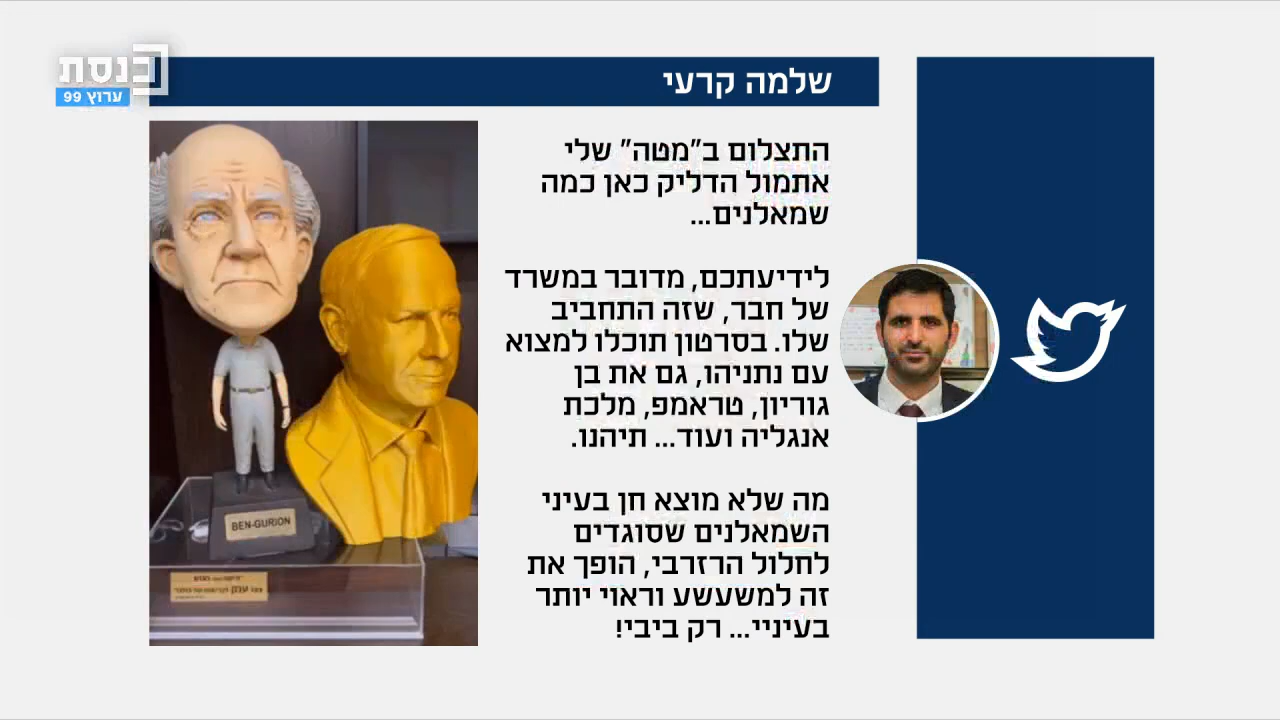 כנסת
ערוץ 99
שלמה קרעי
התצלום ב"מטה" שלי
אתמול הדליק כאן כמה
שמאלנים...
לידיעתכם, מדובר במשרד
של חבר, שזה התחביב
שלו. בסרטון תוכלו למצוא
עם נתניהו, גם את בן
גוריון, טראמפ, מלכת
אנגליה ועוד... תיהנו.
מה שלא מוצא חן בעיני
השמאלנים שסוגדים
לחלול הרזרבי, הופך את
זה למשעשע וראוי יותר
בעיניי... רק ביבי!
BEN-GURION